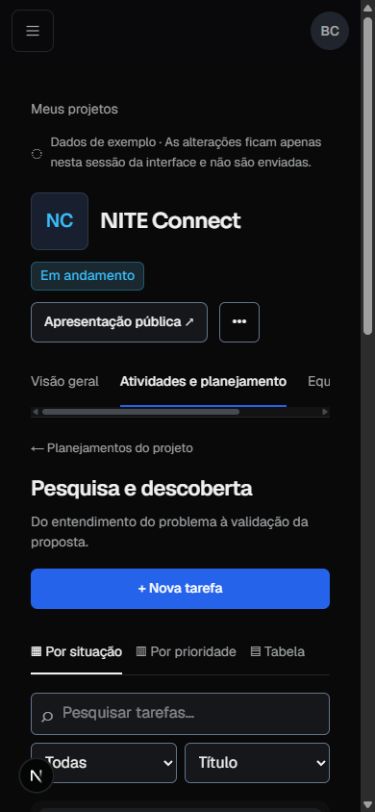 BC
Meus projetos
Dados de exemplo · As alterações ficam apenas
nesta sessão da interface e não são enviadas.
NC NITE Connect
Em andamento
Apresentação pública ↗ •••
Visão geral Atividades e planejamento Equ
← Planejamentos do projeto
Pesquisa e descoberta
Do entendimento do problema à validação da
proposta.
+ Nova tarefa
Por situação Por prioridade Tabela
Pesquisar tarefas...
Todas Título
N